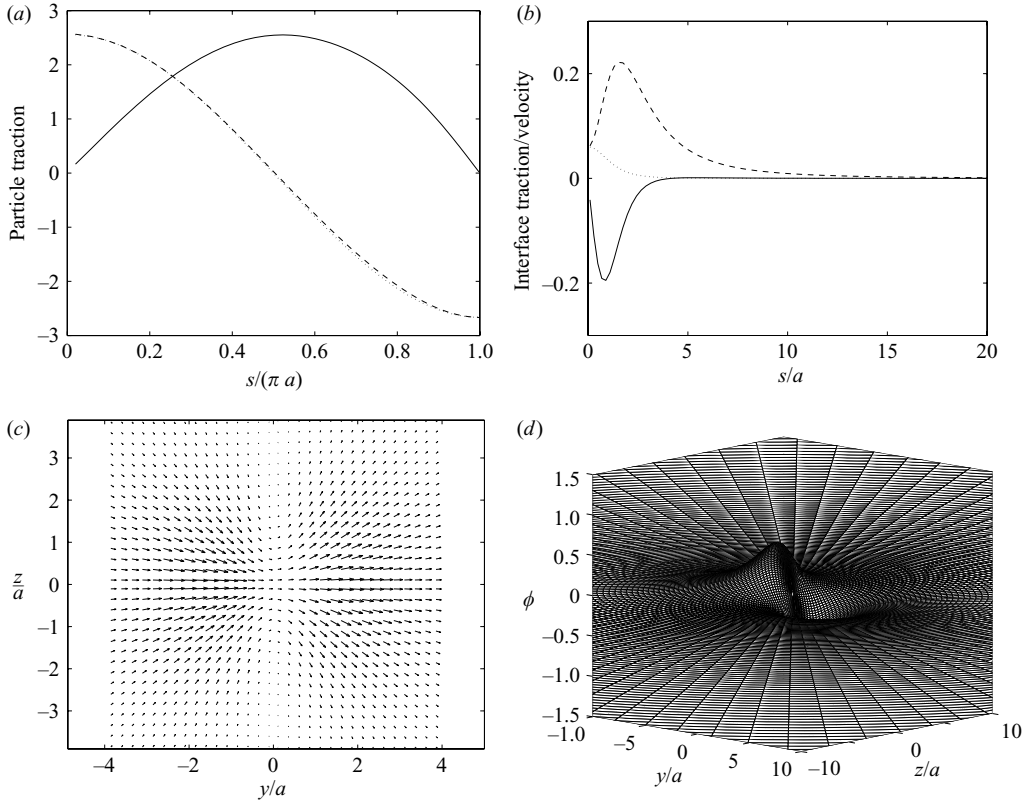 (a)
3
2
1
0
–1
–2
–3
Particle traction
0 0.2 0.4 0.6 0.8 1.0
s/(π a)
(b)
0.2
0
–0.2
Interface traction/velocity
0 5 10 15 20
s/a
(c)
3
2
1
0
–1
–2
–3
z/a
–4 –2 0 2 4
y/a
(d)
1.5
1.0
0.5
0
–0.5
–1.0
–1.5
ϕ
–1.0 –5 0 5 10
y/a
–10 0 10
z/a